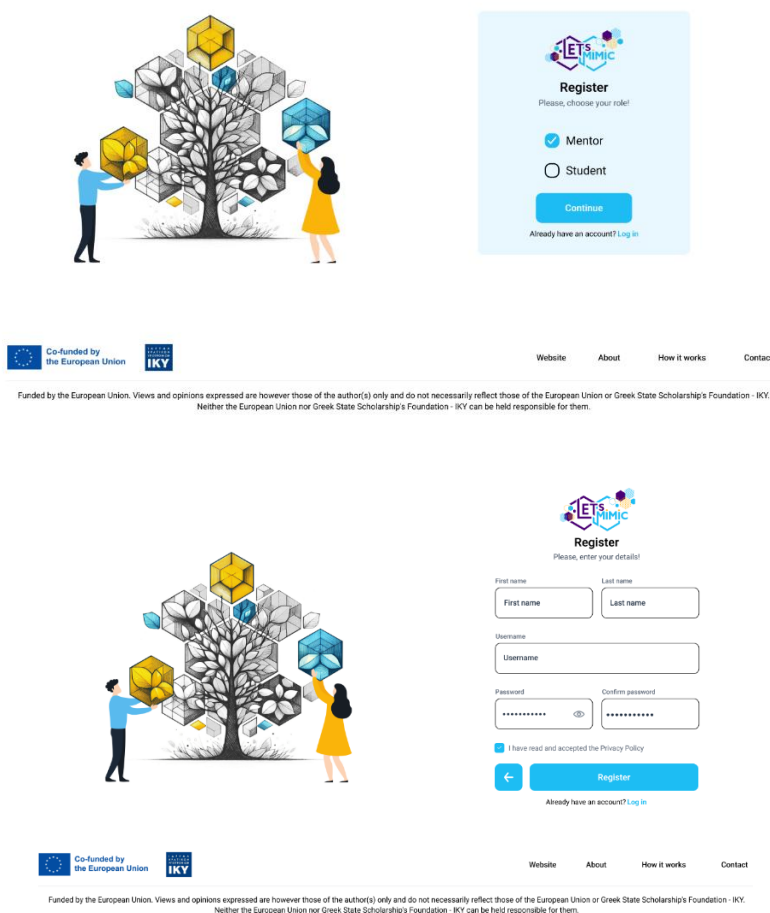 LETS
MIMIC
Register
Please, choose your role!
Mentor
Student
Continue
Already have an account? Log in
Co-funded by
the European Union
IKY
Website About How it works Contac
Funded by the European Union. Views and opinions expressed are however those of the author(s) only and do not necessarily reflect those of the European Union or Greek State Scholarship's Foundation - IKY.
Neither the European Union nor Greek State Scholarship's Foundation - IKY can be held responsible for them.
LETS
MIMIC
Register
Please, enter your details!
First name Last name
First name Last name
Username
Username
Password Confirm password
I have read and accepted the Privacy Policy
Register
Already have an account? Log in
Co-funded by
the European Union
IKY
Website About How it works Contact
Funded by the European Union. Views and opinions expressed are however those of the author(s) only and do not necessarily reflect those of the European Union or Greek State Scholarship's Foundation - IKY.
Neither the European Union nor Greek State Scholarship's Foundation - IKY can be held responsible for them.